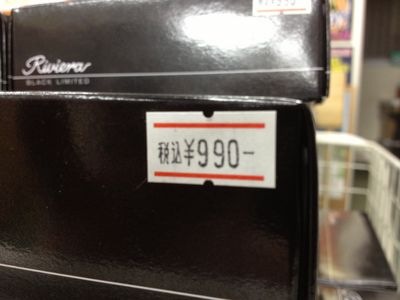 Riviera
BLACK LIMITED
税込¥990-